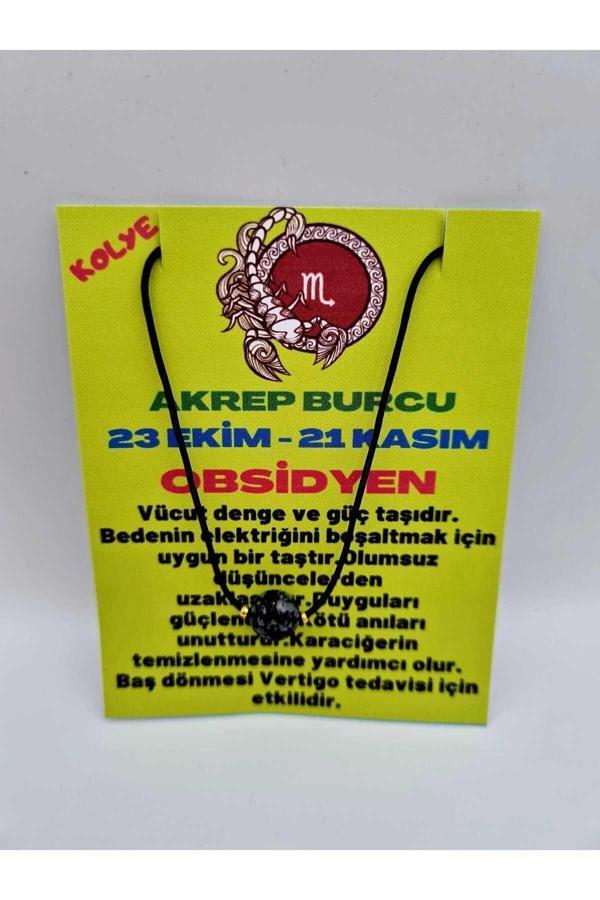 KOLYE
♏
AKREP BURCU
23 EKİM - 21 KASIM
OBSİDYEN
Vücut denge ve güç taşıdır.
Bedenin elektriğini boşaltmak için
uygun bir taştır.Olumsuz
düşüncelerden
Duyguları
kötü anıları
unutturur.Karaciğerin
temizlenmesine yardımcı olur.
Baş dönmesi Vertigo tedavisi için
etkilidir.